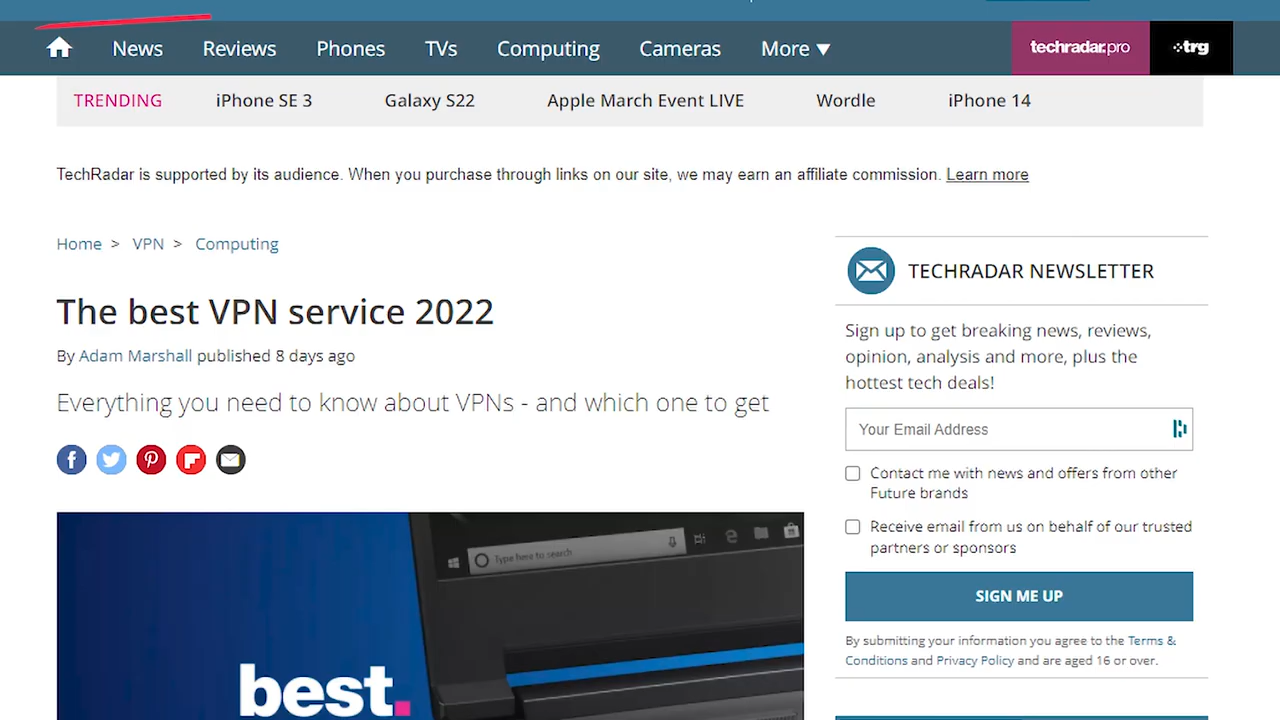 News Reviews Phones TVs Computing Cameras More ▼ techradar.pro trg
TRENDING iPhone SE 3 Galaxy S22 Apple March Event LIVE Wordle iPhone 14
TechRadar is supported by its audience. When you purchase through links on our site, we may earn an affiliate commission. Learn more
Home > VPN > Computing
The best VPN service 2022
By Adam Marshall published 8 days ago
Everything you need to know about VPNs - and which one to get
Type here to search
best.
TECHRADAR NEWSLETTER
Sign up to get breaking news, reviews,
opinion, analysis and more, plus the
hottest tech deals!
Your Email Address
Contact me with news and offers from other
Future brands
Receive email from us on behalf of our trusted
partners or sponsors
SIGN ME UP
By submitting your information you agree to the Terms &
Conditions and Privacy Policy and are aged 16 or over.